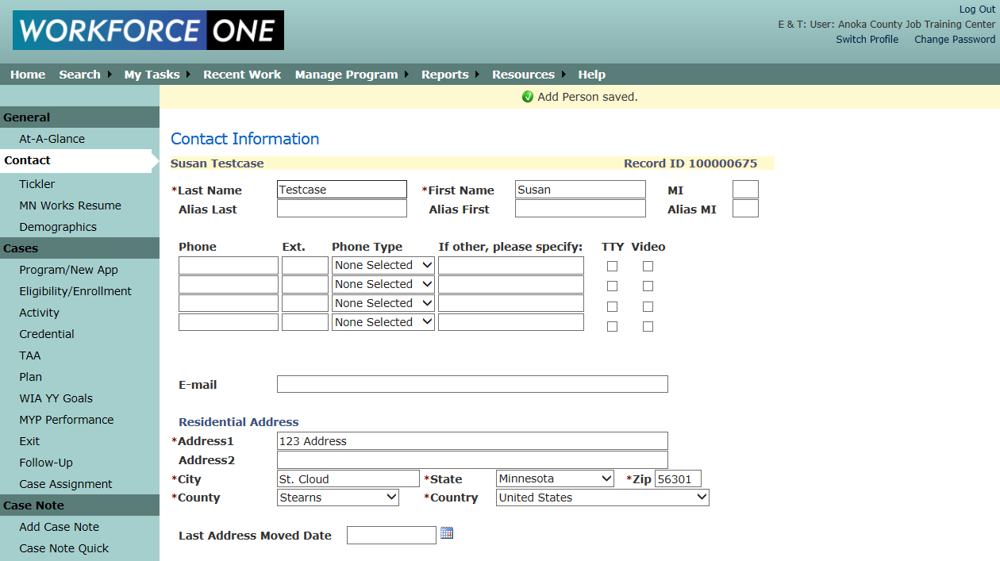 WORKFORCE ONE
Log Out
E & T: User: Anoka County Job Training Center
Switch Profile Change Password
Home Search My Tasks Recent Work Manage Program Reports Resources Help
Add Person saved.
General
At-A-Glance
Contact
Tickler
MN Works Resume
Demographics
Cases
Program/New App
Eligibility/Enrollment
Activity
Credential
TAA
Plan
WIA YY Goals
MYP Performance
Exit
Follow-Up
Case Assignment
Case Note
Add Case Note
Case Note Quick
Contact Information
Susan Testcase Record ID 100000675
*Last Name Testcase *First Name Susan MI
Alias Last Alias First Alias MI
Phone Ext. Phone Type If other, please specify: TTY Video
None Selected
None Selected
None Selected
None Selected
E-mail
Residential Address
*Address1 123 Address
Address2
*City St. Cloud *State Minnesota *Zip 56301
*County Stearns *Country United States
Last Address Moved Date